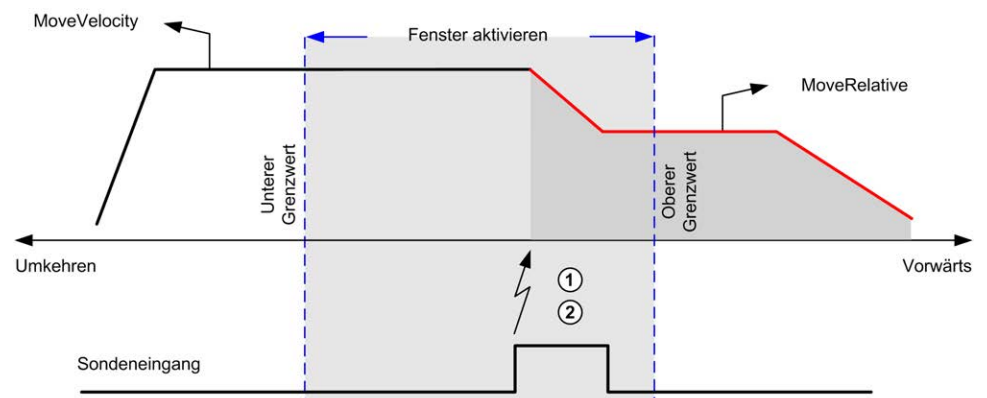 MoveVelocity
Fenster aktivieren
MoveRelative
Unterer
Grenzwert
Oberer
Grenzwert
Umkehren
Vorwärts
1
2
Sondeneingang